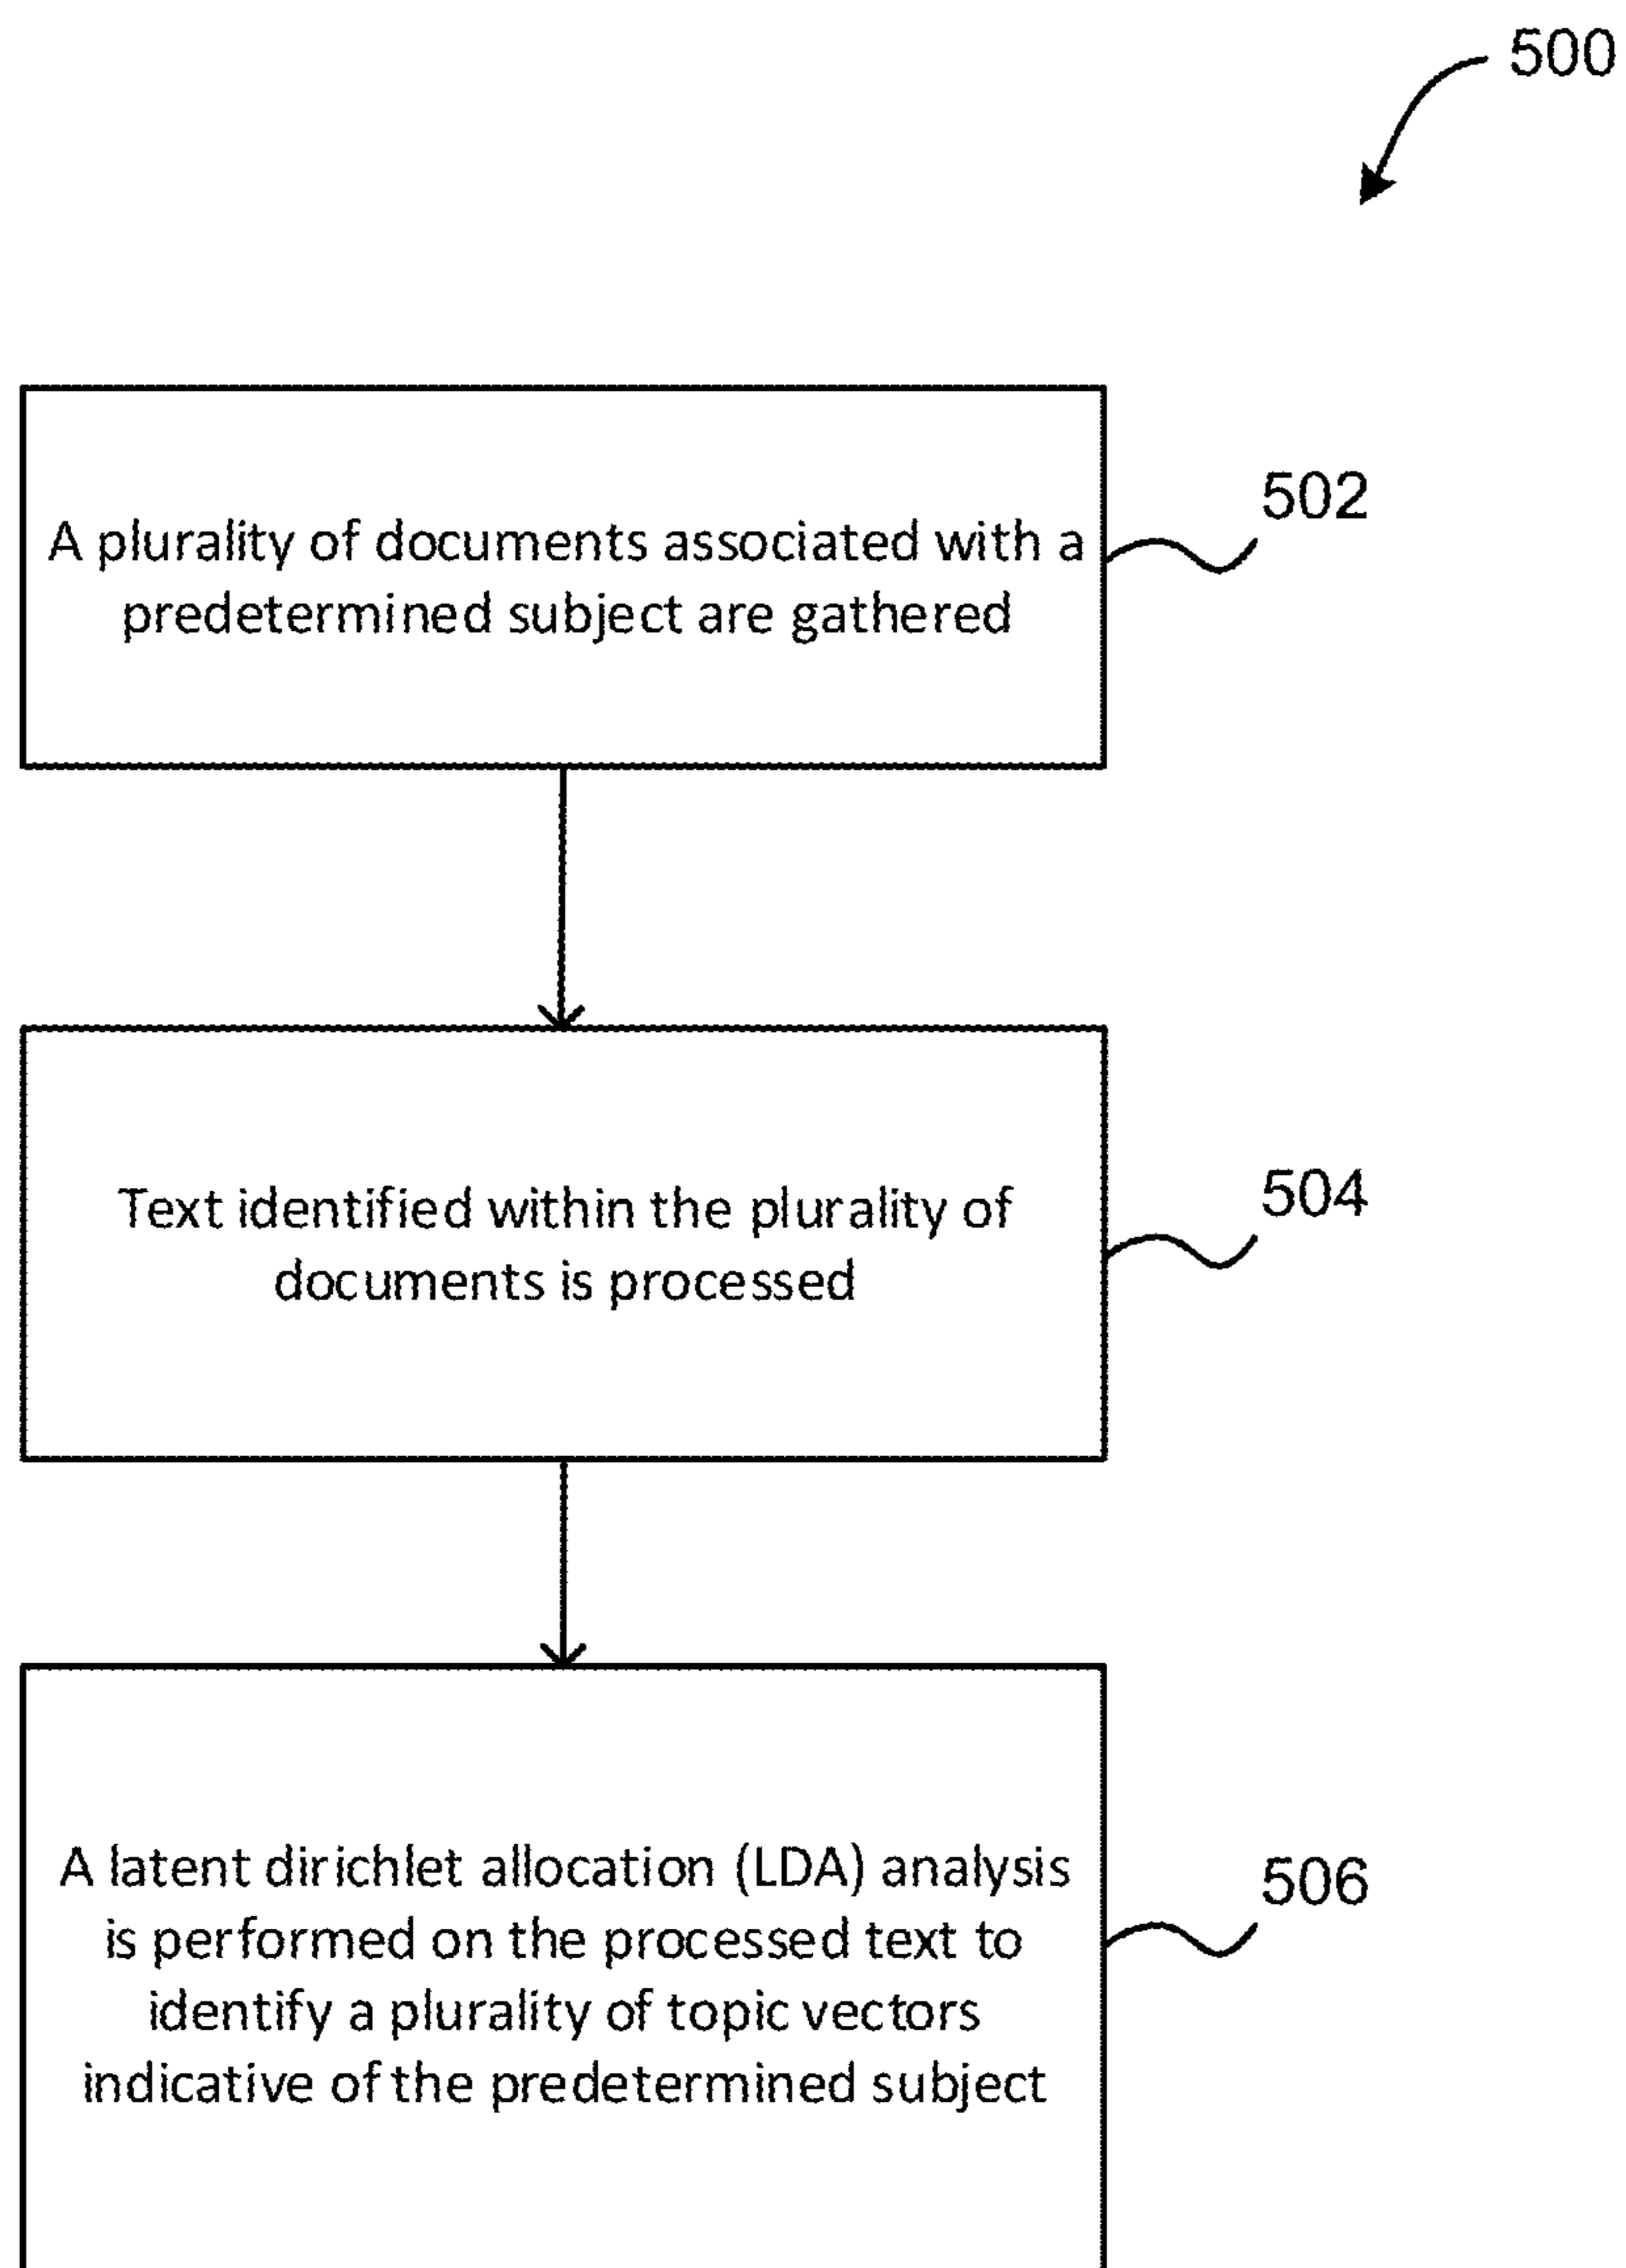 500
A plurality of documents associated with a
predetermined subject are gathered
502
Text identified within the plurality of
documents is processed
504
A latent dirichlet allocation (LDA) analysis
is performed on the processed text to
identify a plurality of topic vectors
indicative of the predetermined subject
506